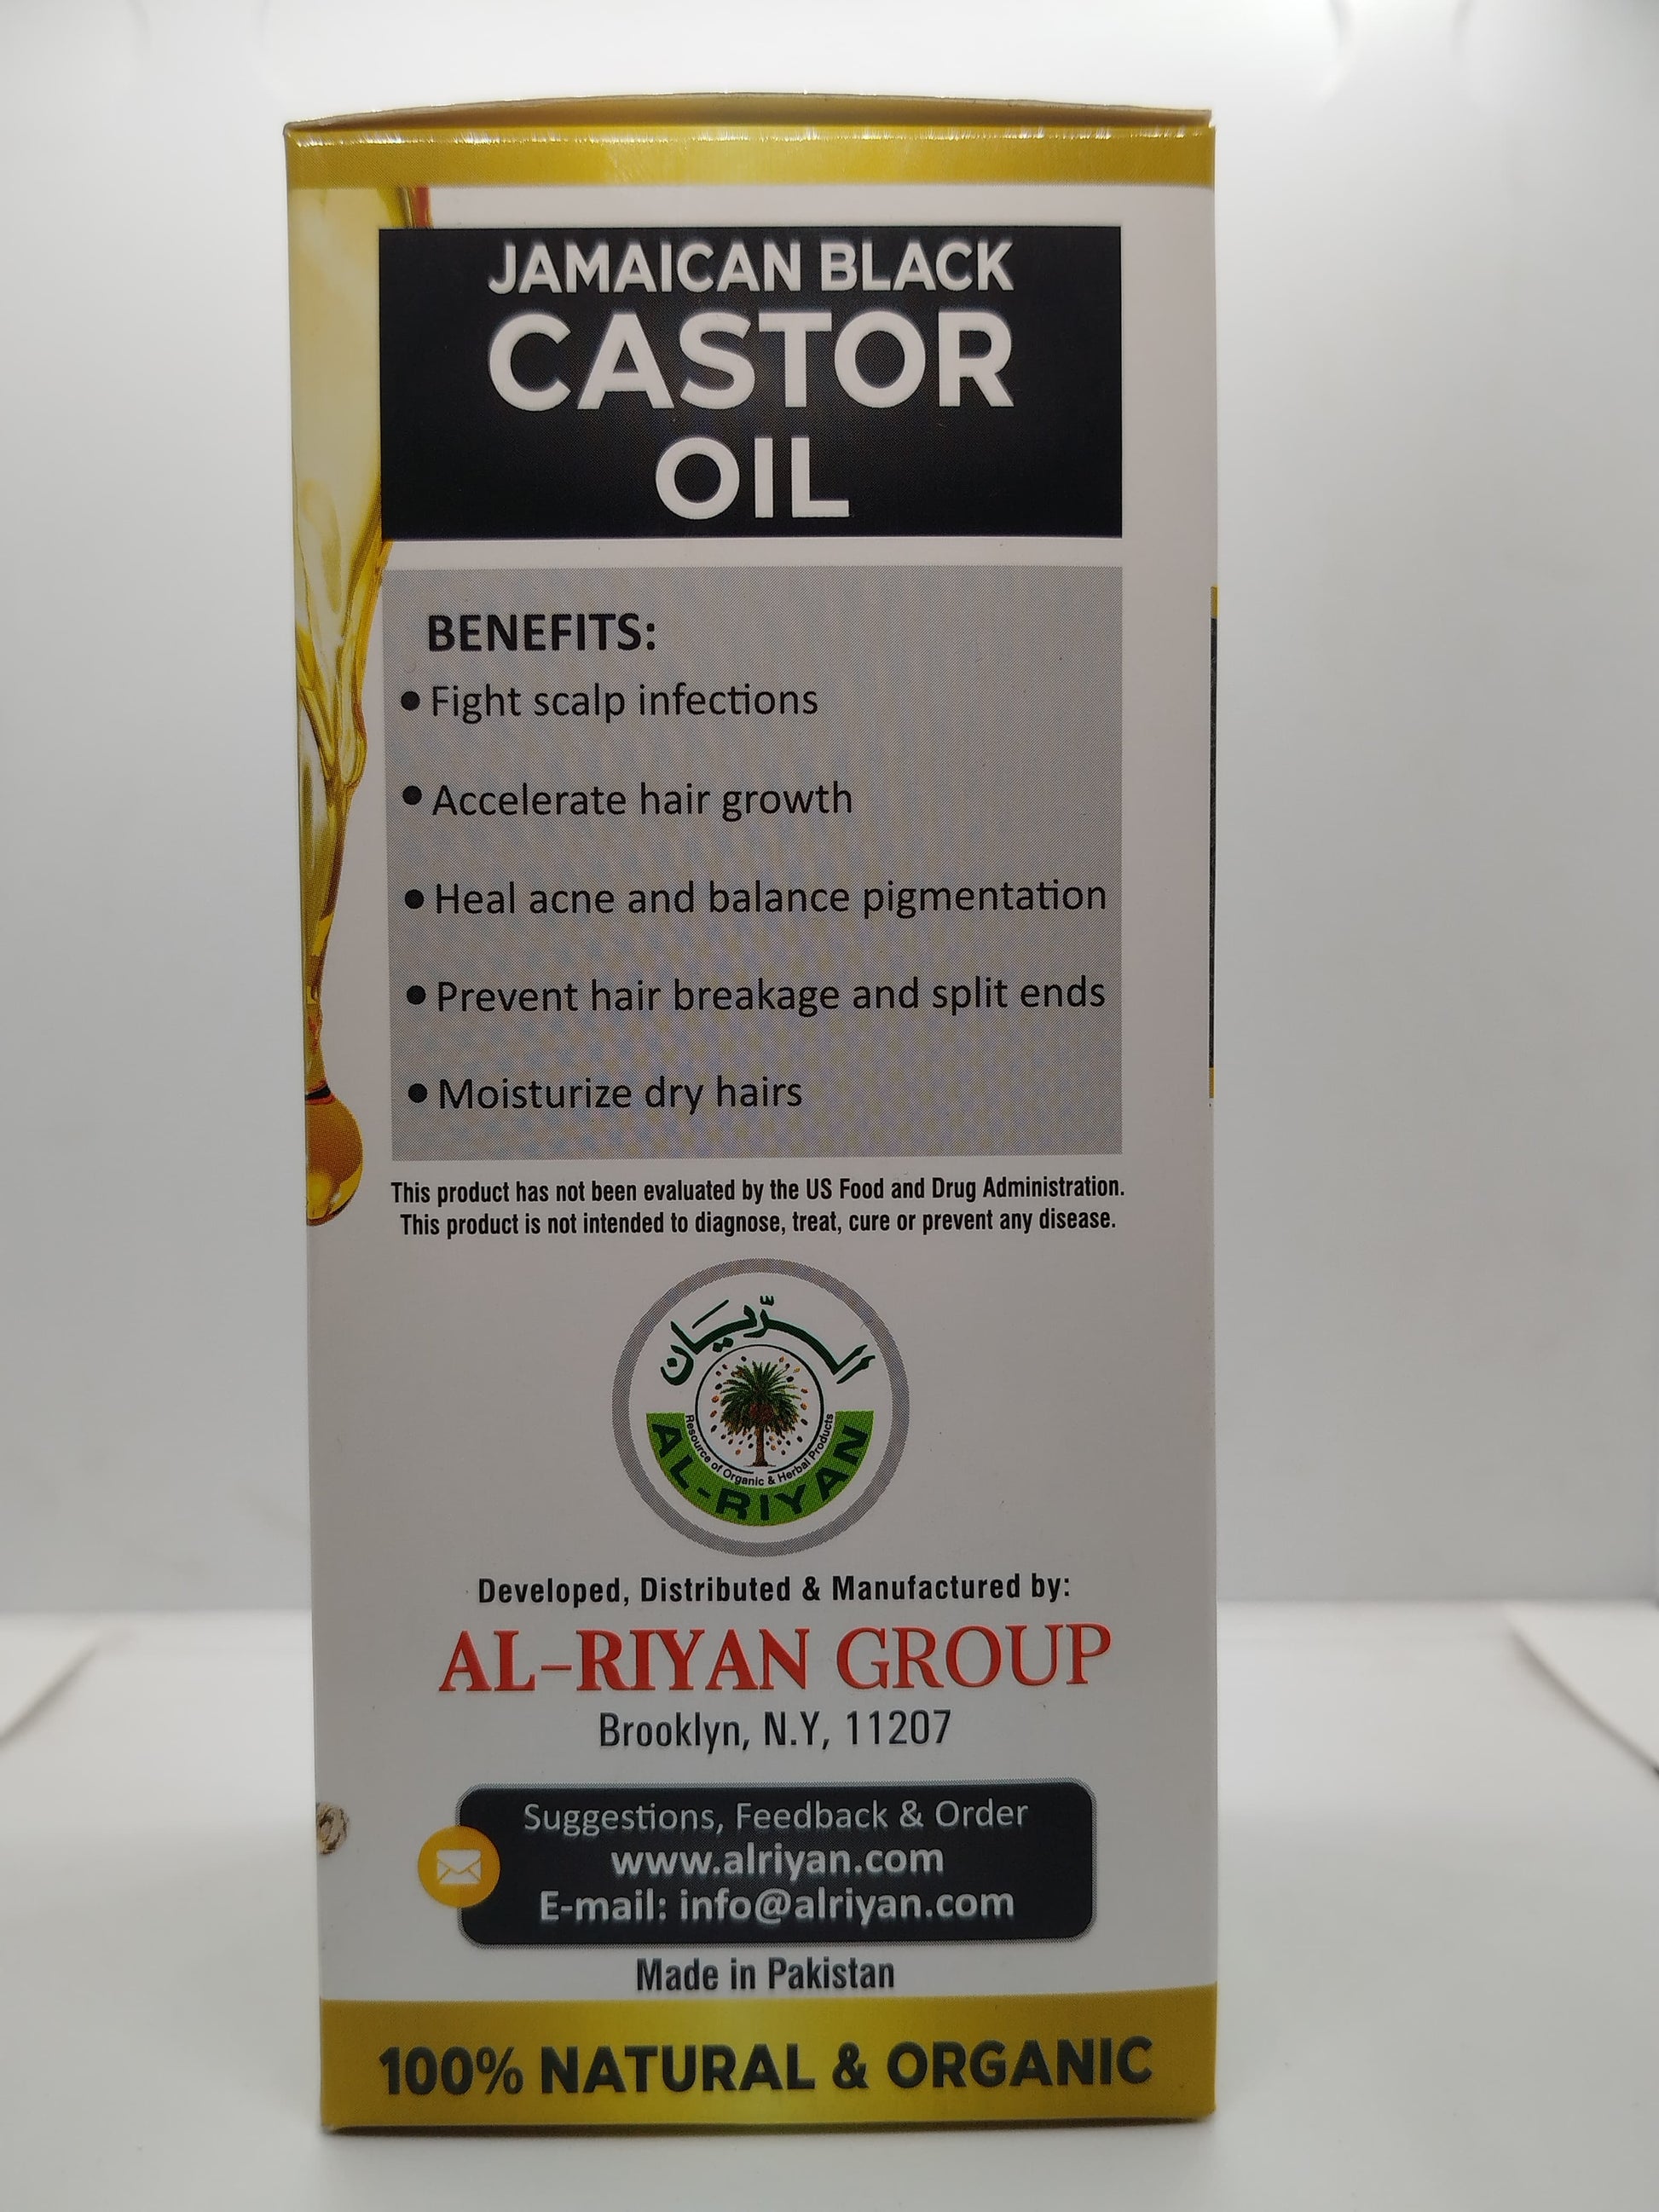 JAMAICAN BLACK
CASTOR
OIL
BENEFITS:
• Fight scalp infections
• Accelerate hair growth
• Heal acne and balance pigmentation
• Prevent hair breakage and split ends
• Moisturize dry hairs
This product has not been evaluated by the US Food and Drug Administration.
This product is not intended to diagnose, treat, cure or prevent any disease.
الريّان
Resource of Organic & Herbal Products
AL-RIYAN
Developed, Distributed & Manufactured by:
AL-RIYAN GROUP
Brooklyn, N.Y, 11207
Suggestions, Feedback & Order
www.alriyan.com
E-mail: info@alriyan.com
Made in Pakistan
100% NATURAL & ORGANIC